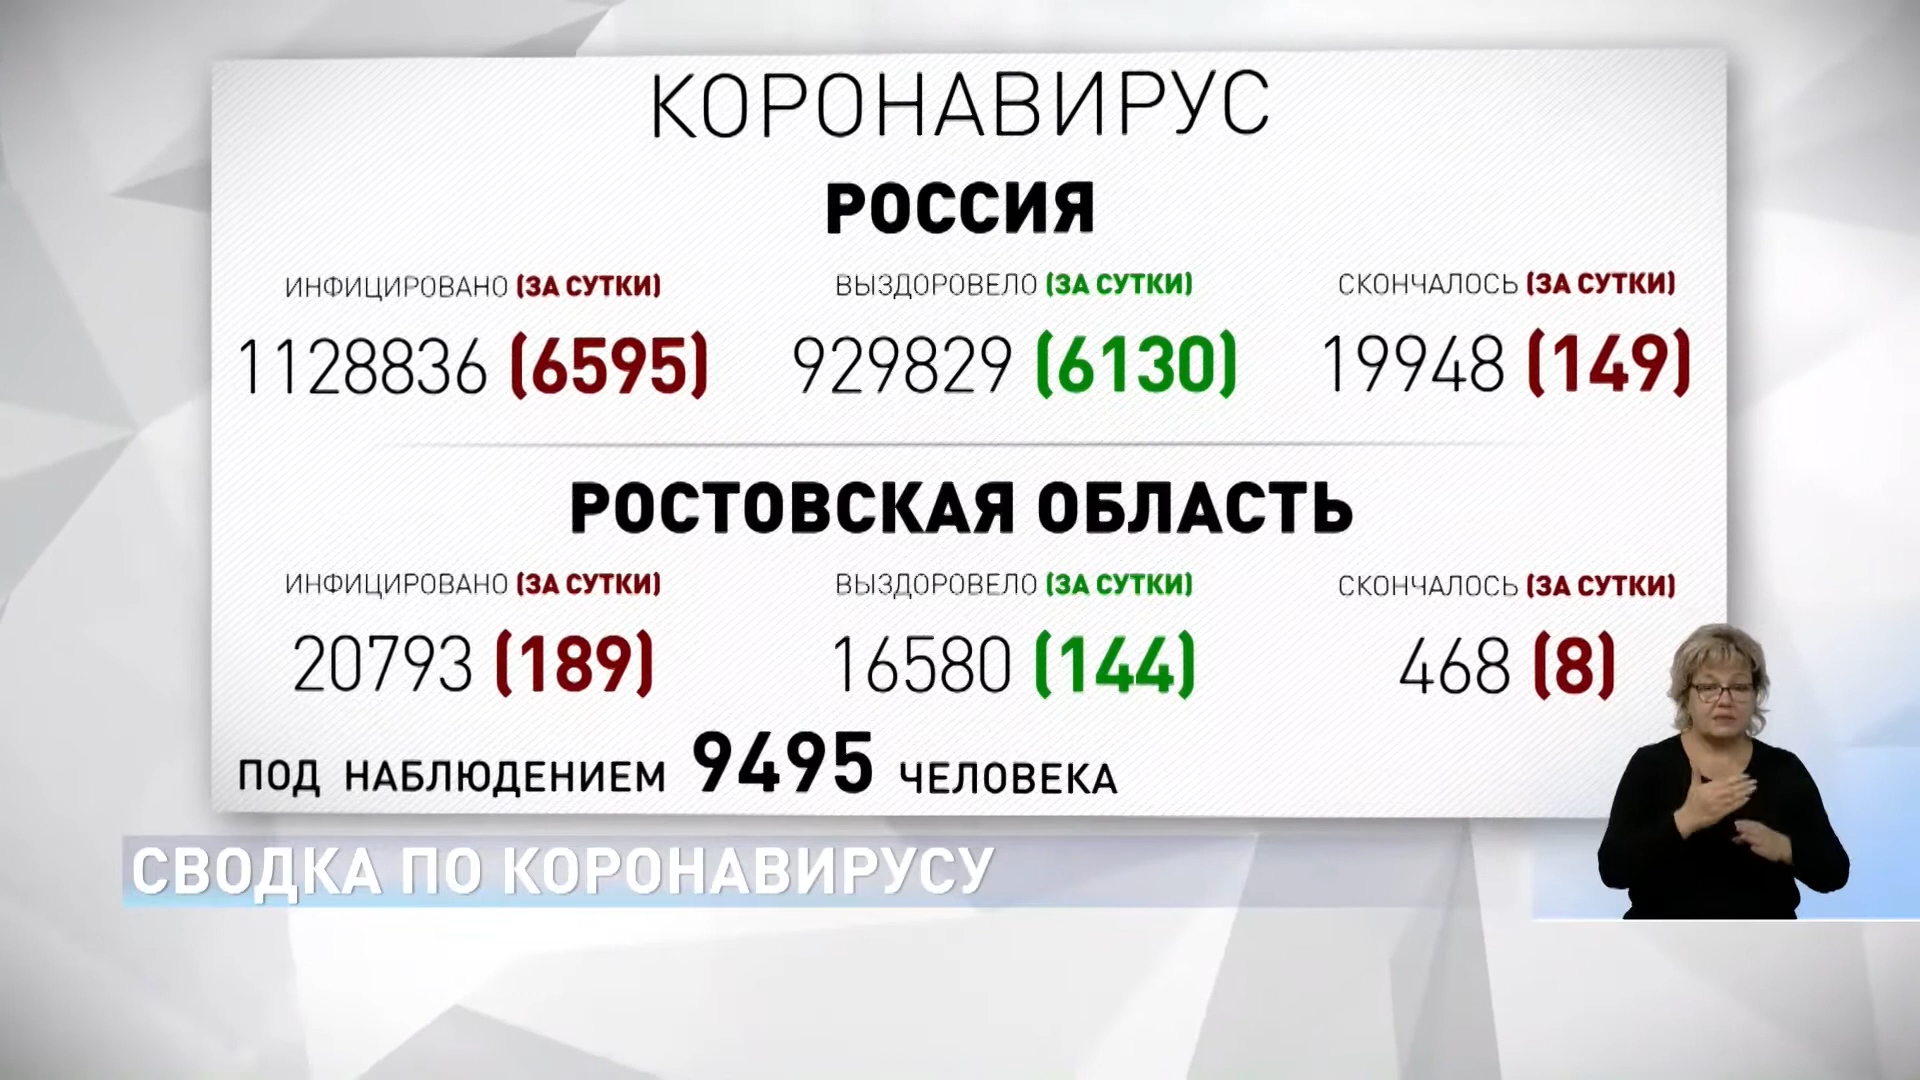 КОРОНАВИРУС
РОССИЯ
ИНФИЦИРОВАНО (ЗА СУТКИ) ВЫЗДОРОВЕЛО (ЗА СУТКИ) СКОНЧАЛОСЬ (ЗА СУТКИ)
1128836 (6595) 929829 (6130) 19948 (149)
РОСТОВСКАЯ ОБЛАСТЬ
ИНФИЦИРОВАНО (ЗА СУТКИ) ВЫЗДОРОВЕЛО (ЗА СУТКИ) СКОНЧАЛОСЬ (ЗА СУТКИ)
20793 (189) 16580 (144) 468 (8)
ПОД НАБЛЮДЕНИЕМ 9495 ЧЕЛОВЕКА
СВОДКА ПО КОРОНАВИРУСУ